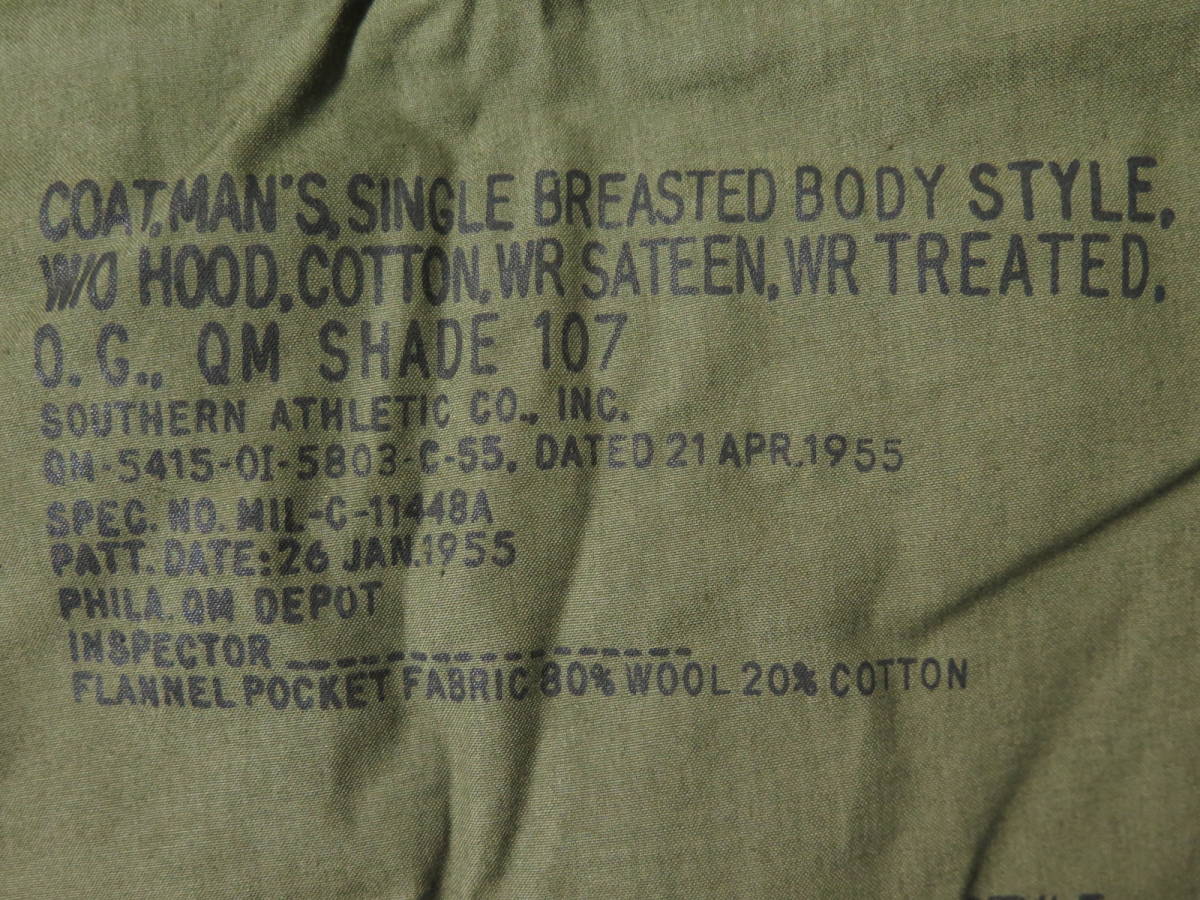 COAT, MAN'S, SINGLE BREASTED BODY STYLE,
W/O HOOD, COTTON, WR SATEEN, WR TREATED,
O.G., QM SHADE 107
SOUTHERN ATHLETIC CO., INC.
QM-5415-OI-5803-C-55, DATED 21 APR.1955
SPEC. NO. MIL-C-11448A
PATT. DATE: 26 JAN.1955
PHILA. QM DEPOT
INSPECTOR _ _ _ _ _ _ _ _ _ _ _ _ _ _ _ _
FLANNEL POCKET FABRIC 80% WOOL 20% COTTON